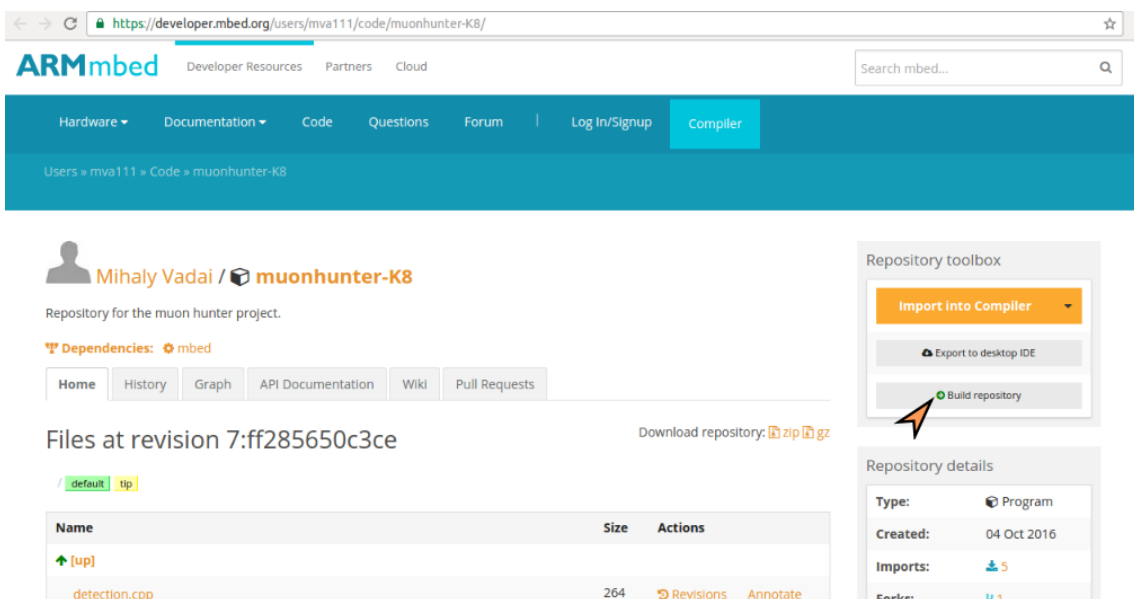 https://developer.mbed.org/users/mva111/code/muonhunter-K8/
ARMmbed Developer Resources Partners Cloud Search mbed...
Hardware Documentation Code Questions Forum | Log In/Signup Compiler
Users » mva111 » Code » muonhunter-K8
Mihaly Vadai / muonhunter-K8
Repository for the muon hunter project.
Dependencies: mbed
Home History Graph API Documentation Wiki Pull Requests
Files at revision 7:ff285650c3ce
Download repository: zip gz
/ default tip
Name Size Actions
[up]
detection.cpp 264 Revisions Annotate
Repository toolbox
Import into Compiler
Export to desktop IDE
Build repository
Repository details
Type: Program
Created: 04 Oct 2016
Imports: 5
Forks: 1